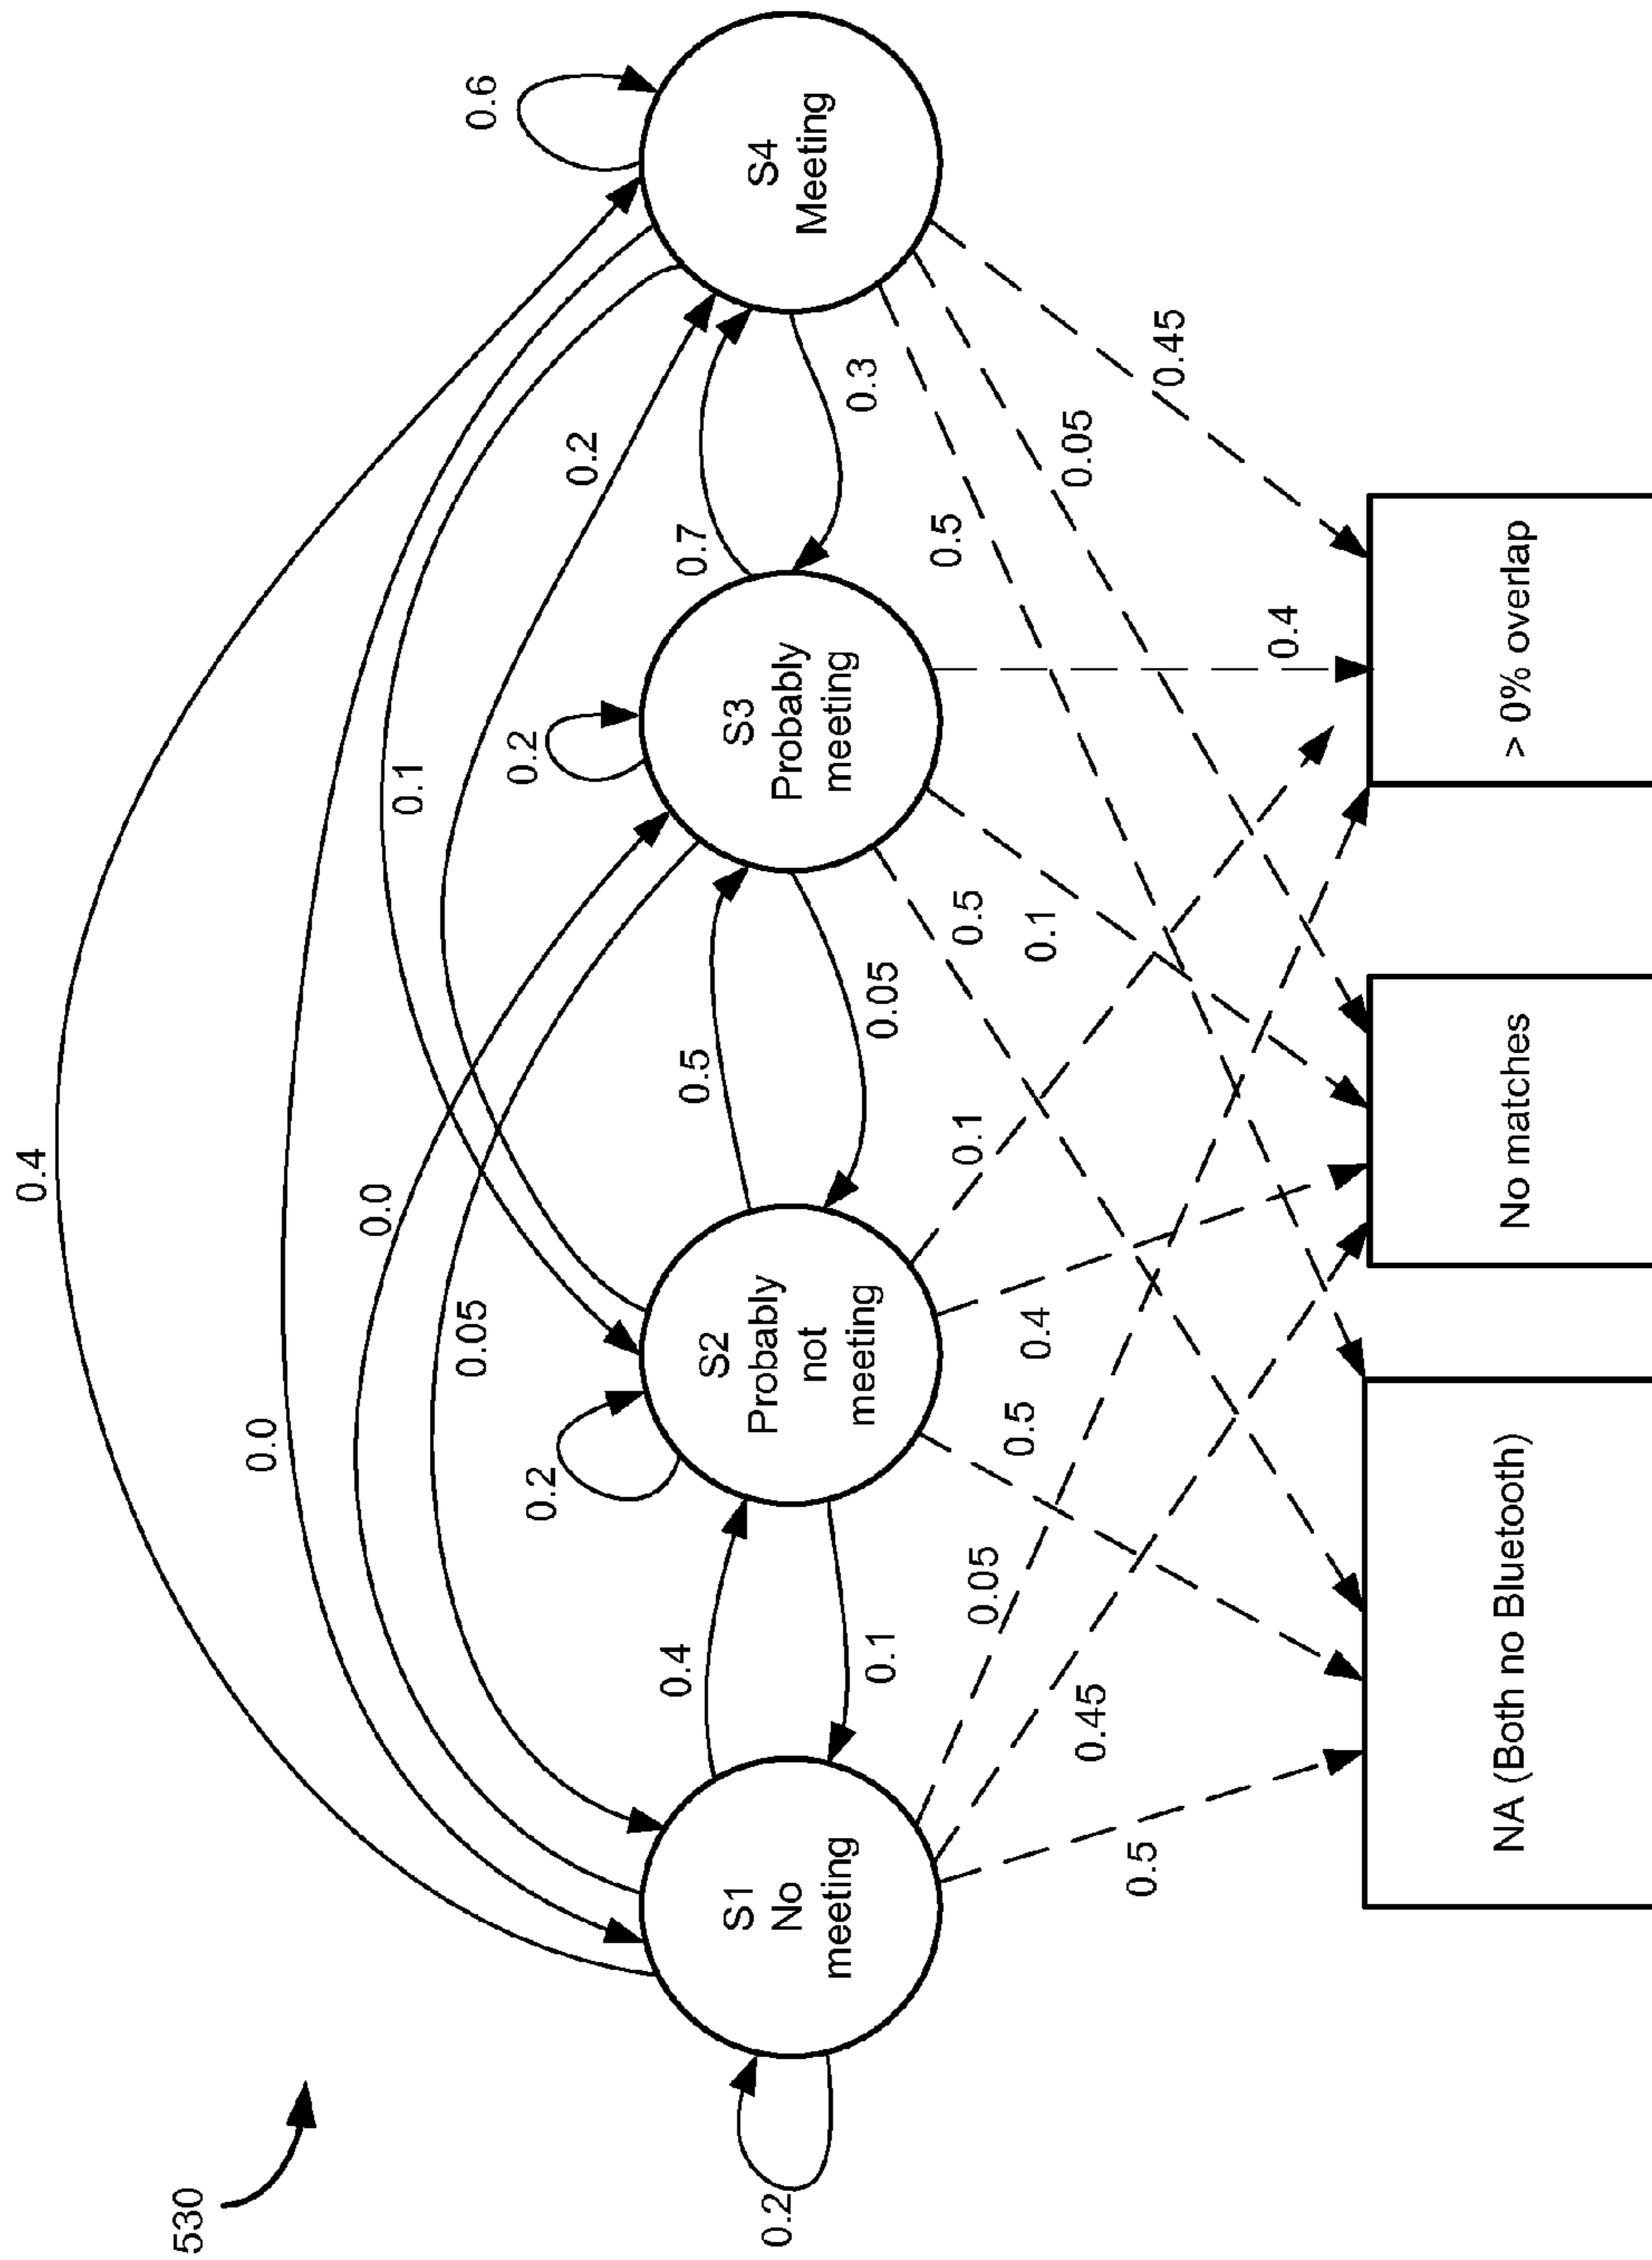 530
0.4
0.0
0.0
0.05
0.1
0.2
0.2
0.4
0.1
0.2
0.5
0.05
0.2
0.7
0.3
0.6
S1
No
meeting
S2
Probably
not
meeting
S3
Probably
meeting
S4
Meeting
0.5
0.45
0.05
0.5
0.4
0.1
0.5
0.1
0.4
0.5
0.05
0.45
NA (Both no Bluetooth)
No matches
> 0% overlap